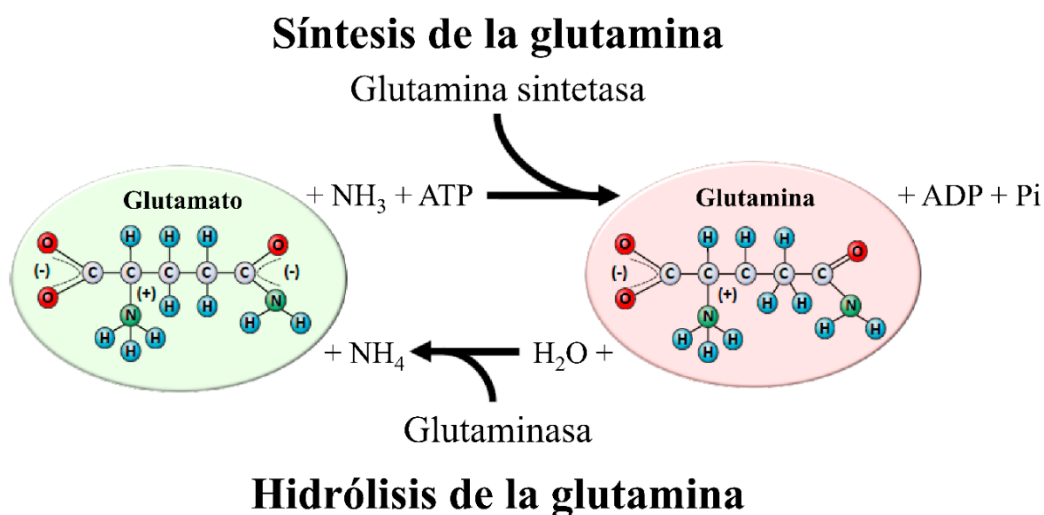 Síntesis de la glutamina
Glutamina sintetasa
Glutamato
+ NH₃ + ATP
Glutamina
+ ADP + Pi
H H H
O O
(-) C C C C C (-)
(+)
O H H N
N H H
H H
H
H H H O
(-) C C C C C
(+)
O H H N
N H H
H H
H
+ NH₄
H₂O +
Glutaminasa
Hidrólisis de la glutamina